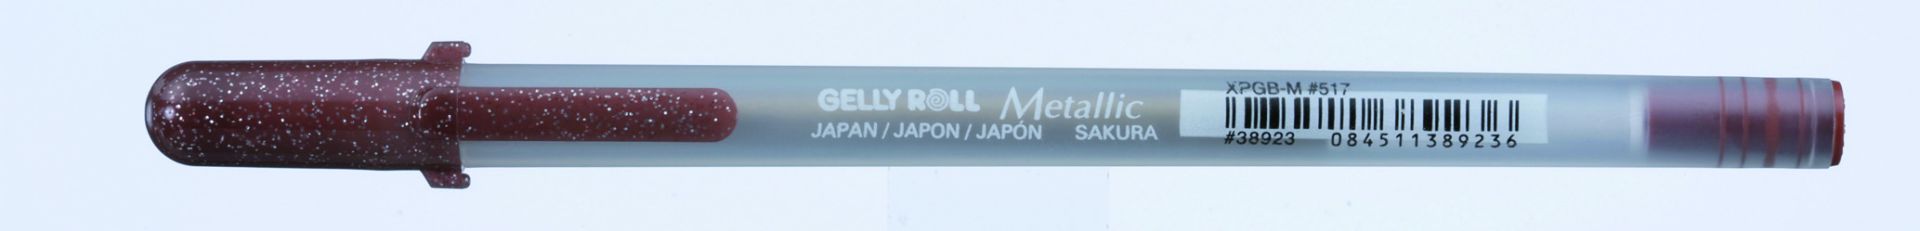 GELLY ROLL Metallic
JAPAN / JAPON / JAPÓN SAKURA
XPGB-M #517
#38923 084511389236